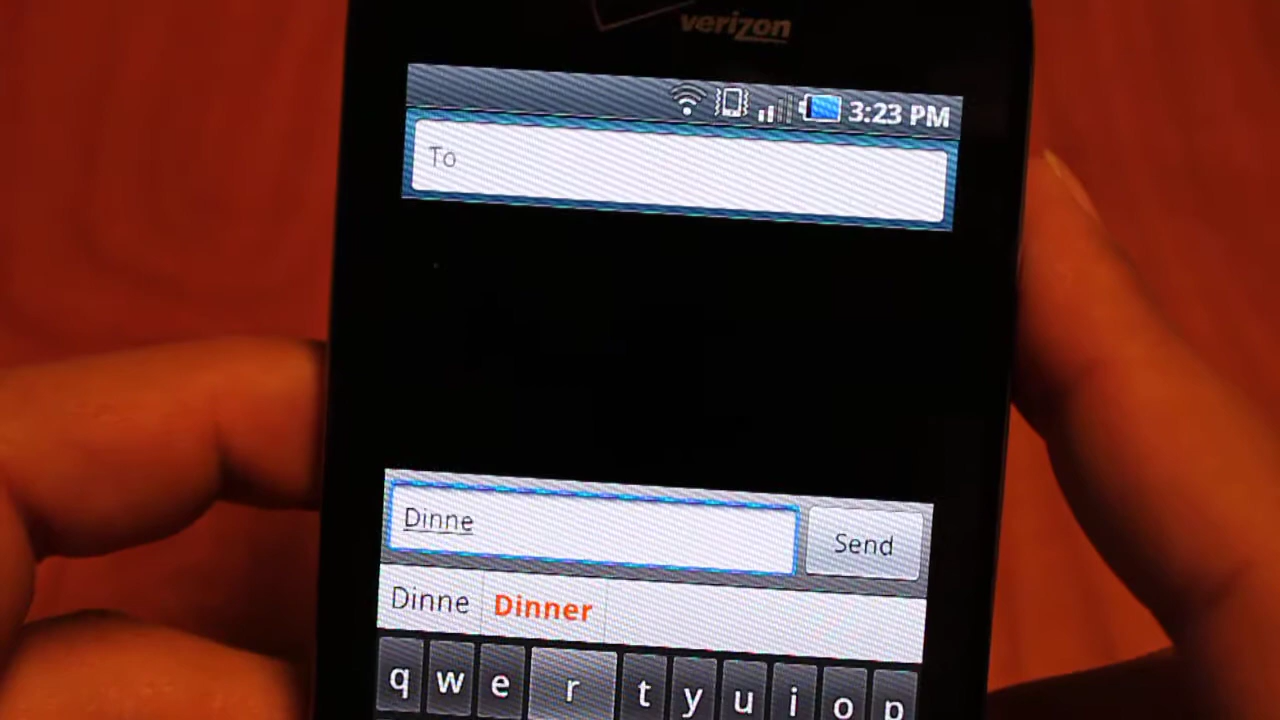 verizon
3:23 PM
To
Dinne
Send
Dinne Dinner
q w e r t y u i o p